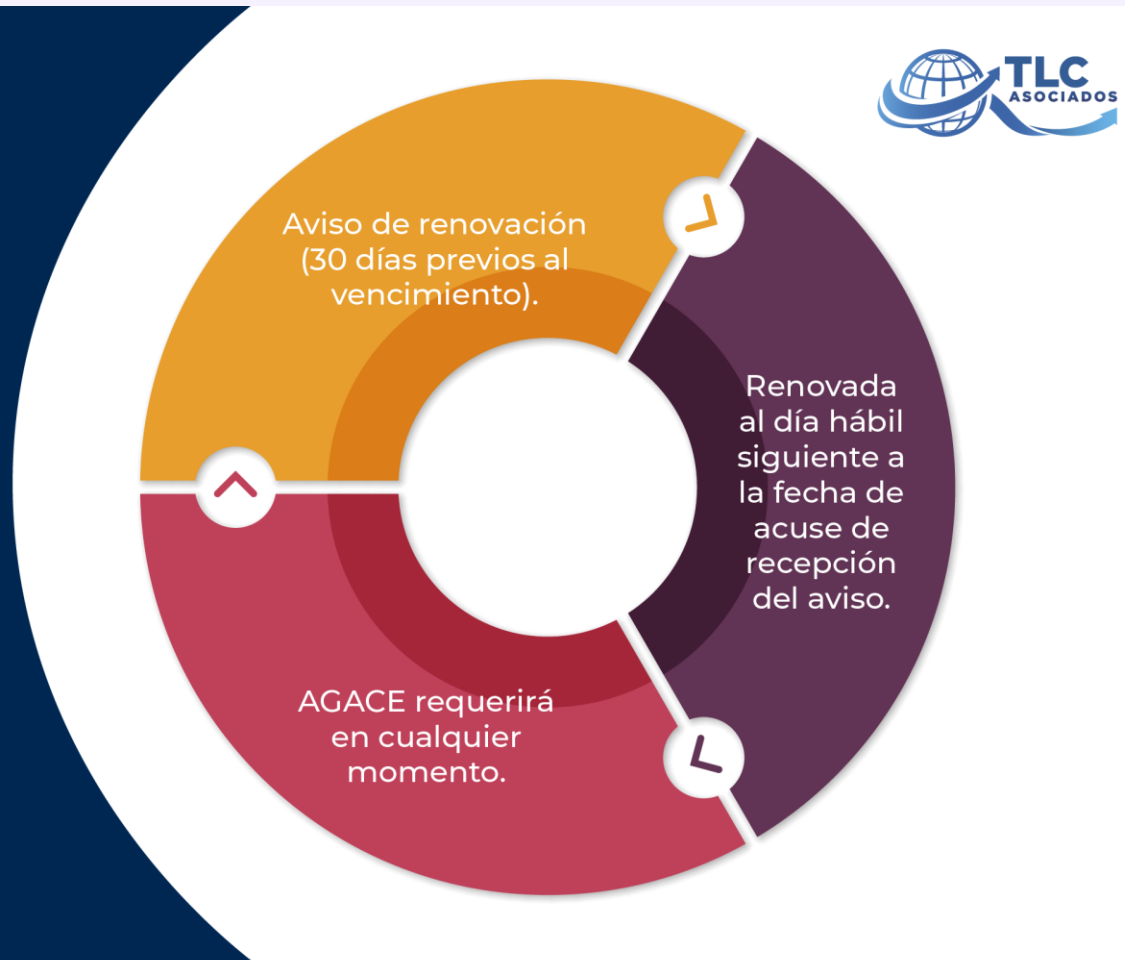 TLC
ASOCIADOS
Aviso de renovación
(30 días previos al
vencimiento).
Renovada
al día hábil
siguiente a
la fecha de
acuse de
recepción
del aviso.
AGACE requerirá
en cualquier
momento.